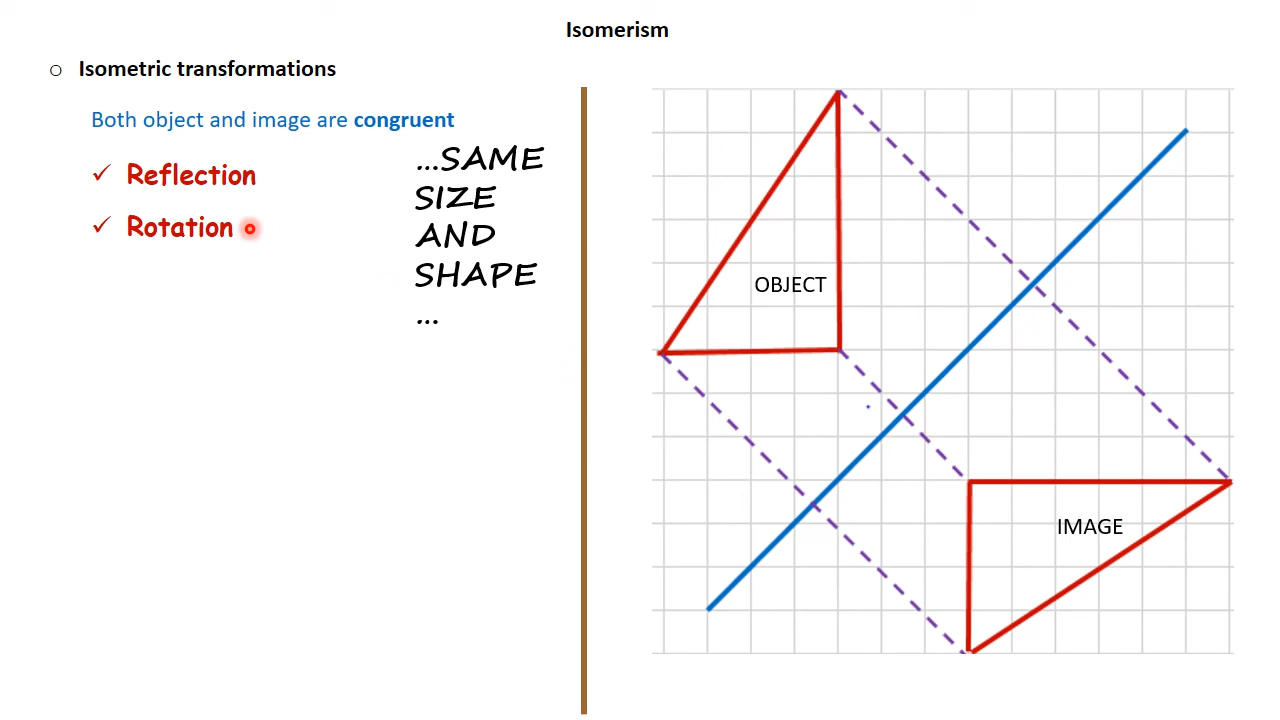 Isomerism
Isometric transformations
Both object and image are congruent
Reflection
Rotation
...SAME
SIZE
AND
SHAPE
...
OBJECT
IMAGE